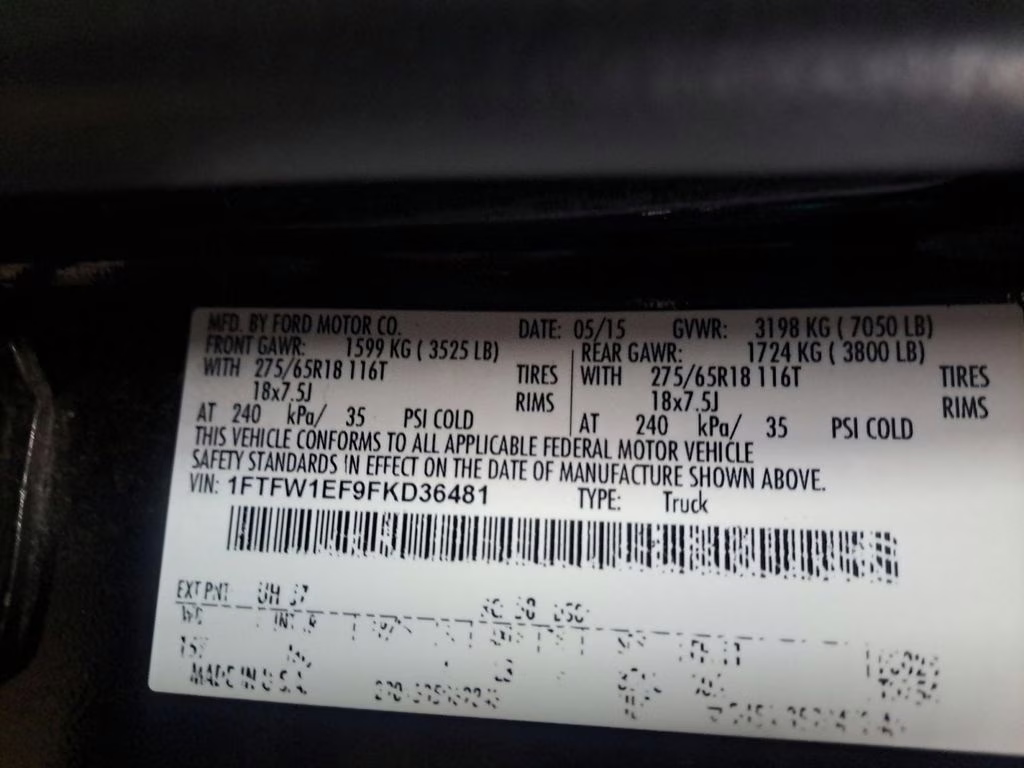 MFD. BY FORD MOTOR CO. DATE: 05/15 GVWR: 3198 KG ( 7050 LB)
FRONT GAWR: 1599 KG ( 3525 LB) REAR GAWR: 1724 KG ( 3800 LB)
WITH 275/65R18 116T TIRES WITH 275/65R18 116T TIRES
18x7.5J RIMS 18x7.5J RIMS
AT 240 kPa/ 35 PSI COLD AT 240 kPa/ 35 PSI COLD
THIS VEHICLE CONFORMS TO ALL APPLICABLE FEDERAL MOTOR VEHICLE
SAFETY STANDARDS IN EFFECT ON THE DATE OF MANUFACTURE SHOWN ABOVE.
VIN: 1FTFW1EF9FKD36481 TYPE: Truck
EXT PNT UH
MADE IN U.S.A.